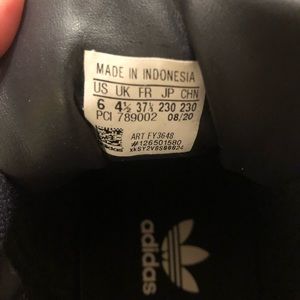 MADE IN INDONESIA
US UK FR JP CHN
6 4½ 37⅓ 230 230
PCI 789002 08/20
ART FY3648
#126501580
adidas